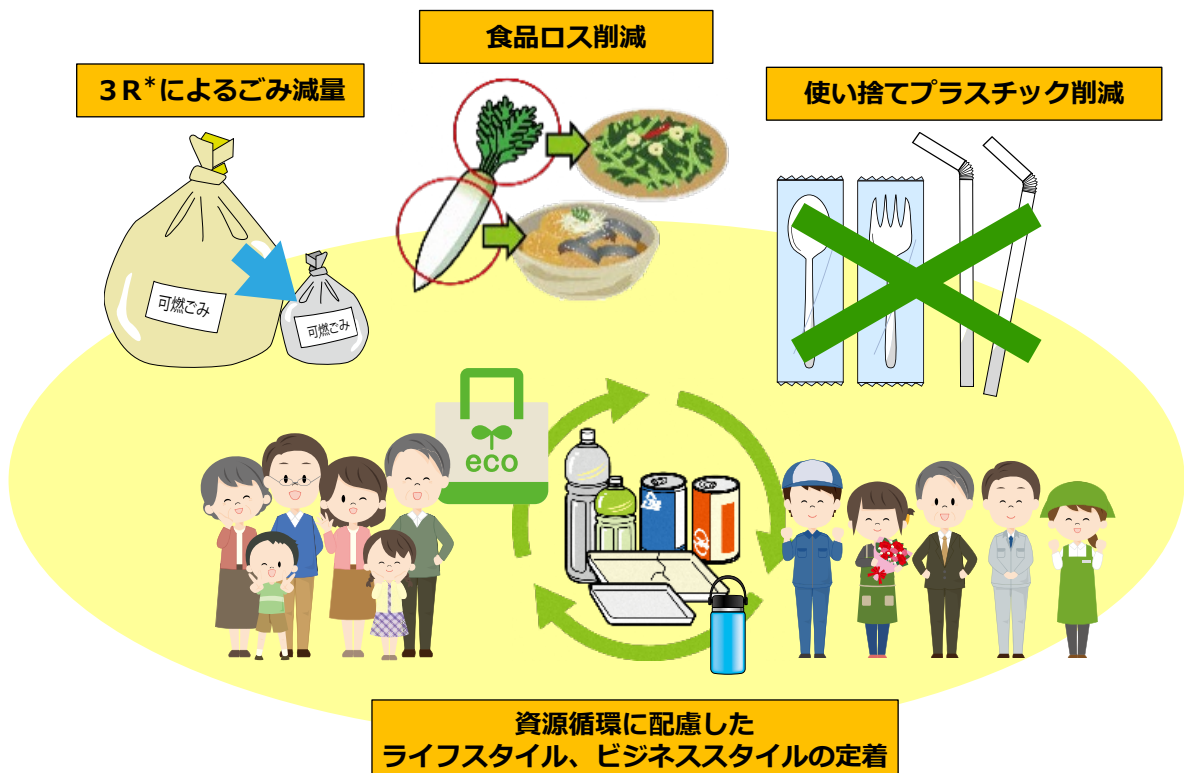 食品ロス削減
3R*によるごみ減量
使い捨てプラスチック削減
可燃ごみ
可燃ごみ
eco
資源循環に配慮した
ライフスタイル、ビジネススタイルの定着